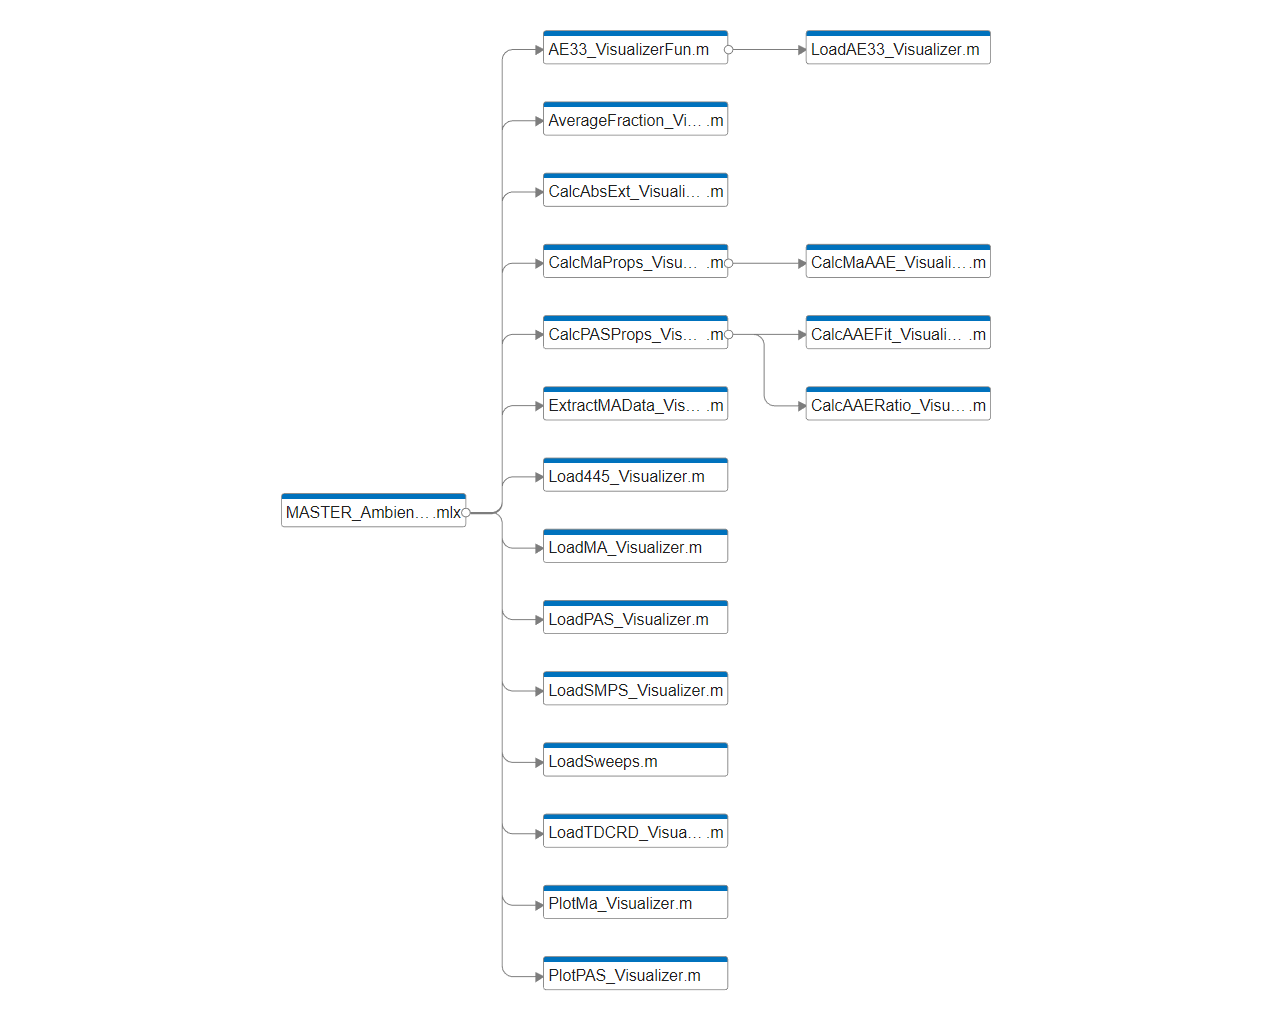 AE33_VisualizerFun.m
LoadAE33_Visualizer.m
AverageFraction_Vi... .m
CalcAbsExt_Visuali... .m
CalcMaProps_Visu... .m
CalcMaAAE_Visuali... .m
CalcPASProps_Vis... .m
CalcAAEFit_Visuali... .m
ExtractMAData_Vis... .m
CalcAAERatio_Visu... .m
Load445_Visualizer.m
MASTER_Ambien... .mlx
LoadMA_Visualizer.m
LoadPAS_Visualizer.m
LoadSMPS_Visualizer.m
LoadSweeps.m
LoadTDCRD_Visua... .m
PlotMa_Visualizer.m
PlotPAS_Visualizer.m